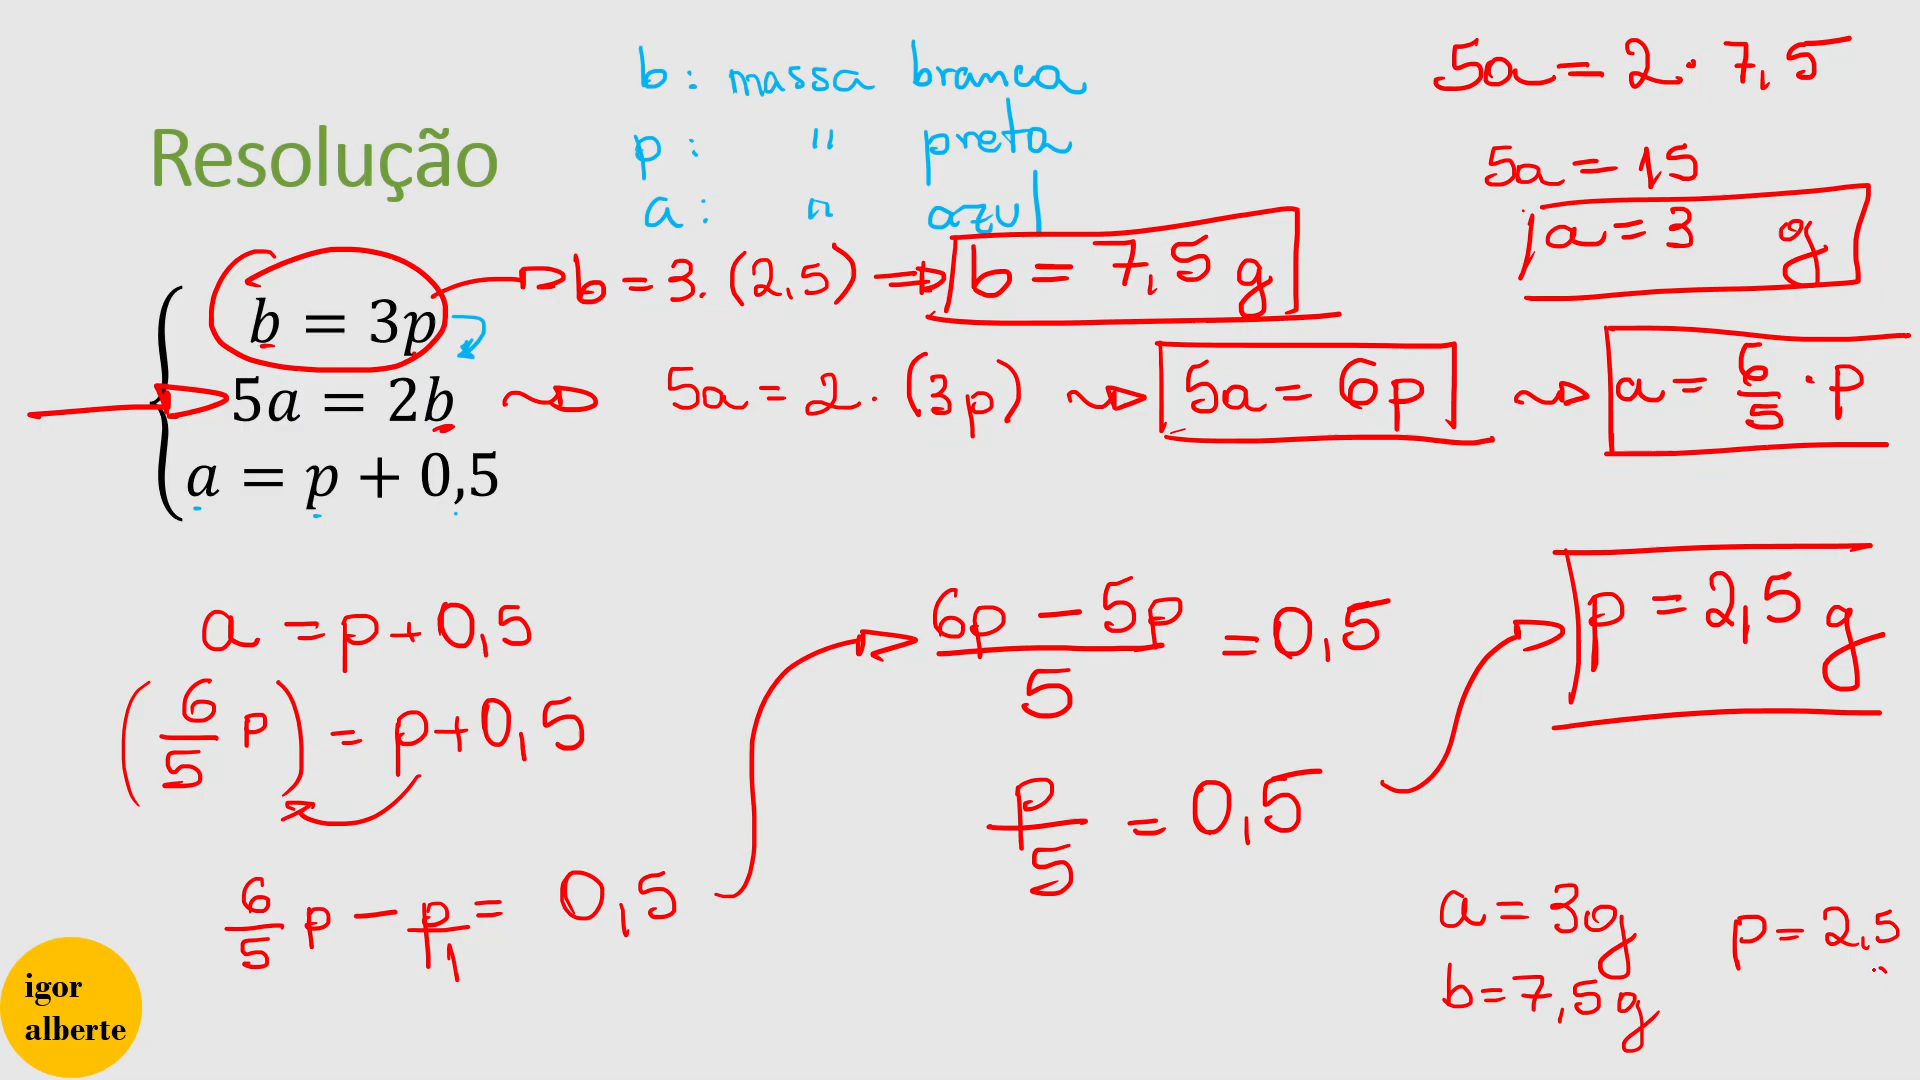 Resolução
b: massa branca
p: " preta
a: " azul
b = 3p
5a = 2b
a = p + 0,5
b = 3. (2,5)
b = 7,5 g
5a = 2 · 7,5
5a = 15
a = 3 g
5a = 2 · (3p)
5a = 6p
a = 6/5 · p
a = p + 0,5
(6/5 p) = p + 0,5
6/5 p − p/1 = 0,5
6p − 5p / 5 = 0,5
p/5 = 0,5
p = 2,5 g
a = 3g
b = 7,5 g
p = 2,5
igor
alberte